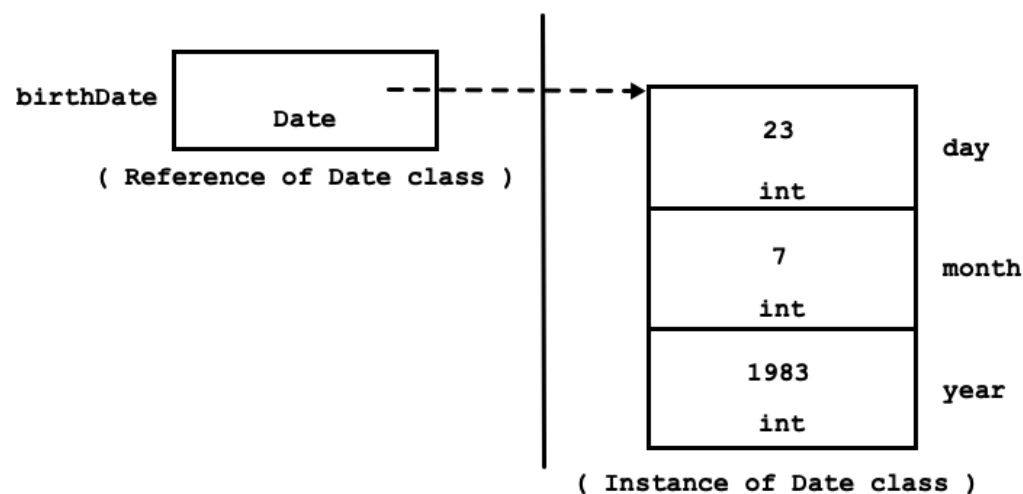 birthDate
Date
( Reference of Date class )
23
int
day
7
int
month
1983
int
year
( Instance of Date class )